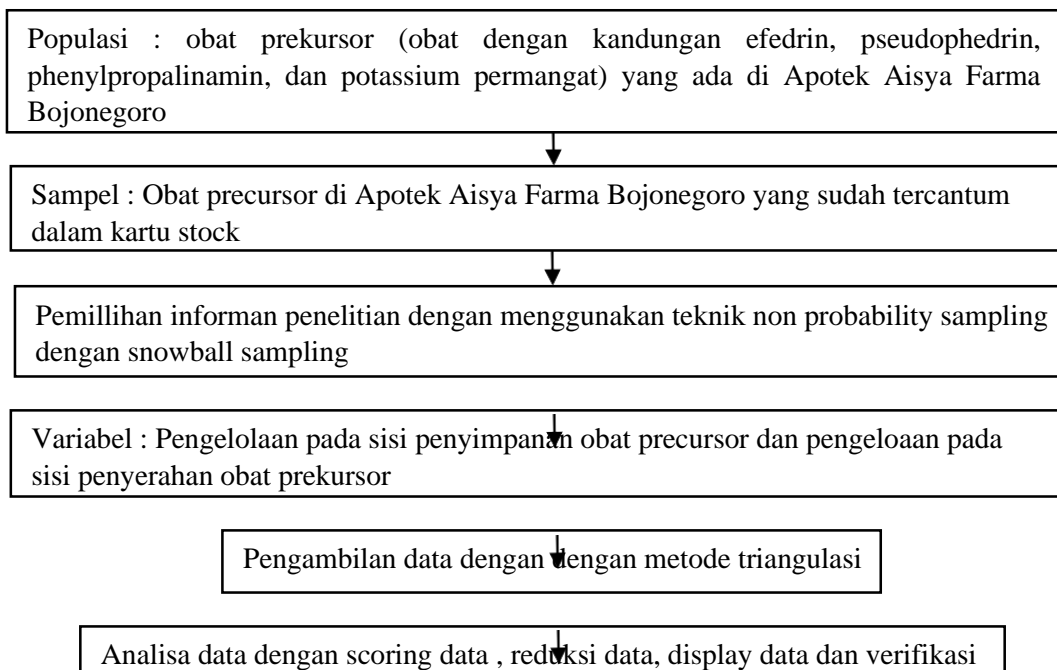 Populasi : obat prekursor (obat dengan kandungan efedrin, pseudophedrin,
phenylpropalinamin, dan potassium permangat) yang ada di Apotek Aisya Farma
Bojonegoro
Sampel : Obat precursor di Apotek Aisya Farma Bojonegoro yang sudah tercantum
dalam kartu stock
Pemillihan informan penelitian dengan menggunakan teknik non probability sampling
dengan snowball sampling
Variabel : Pengelolaan pada sisi penyimpanan obat precursor dan pengeloaan pada
sisi penyerahan obat prekursor
Pengambilan data dengan dengan metode triangulasi
Analisa data dengan scoring data , reduksi data, display data dan verifikasi